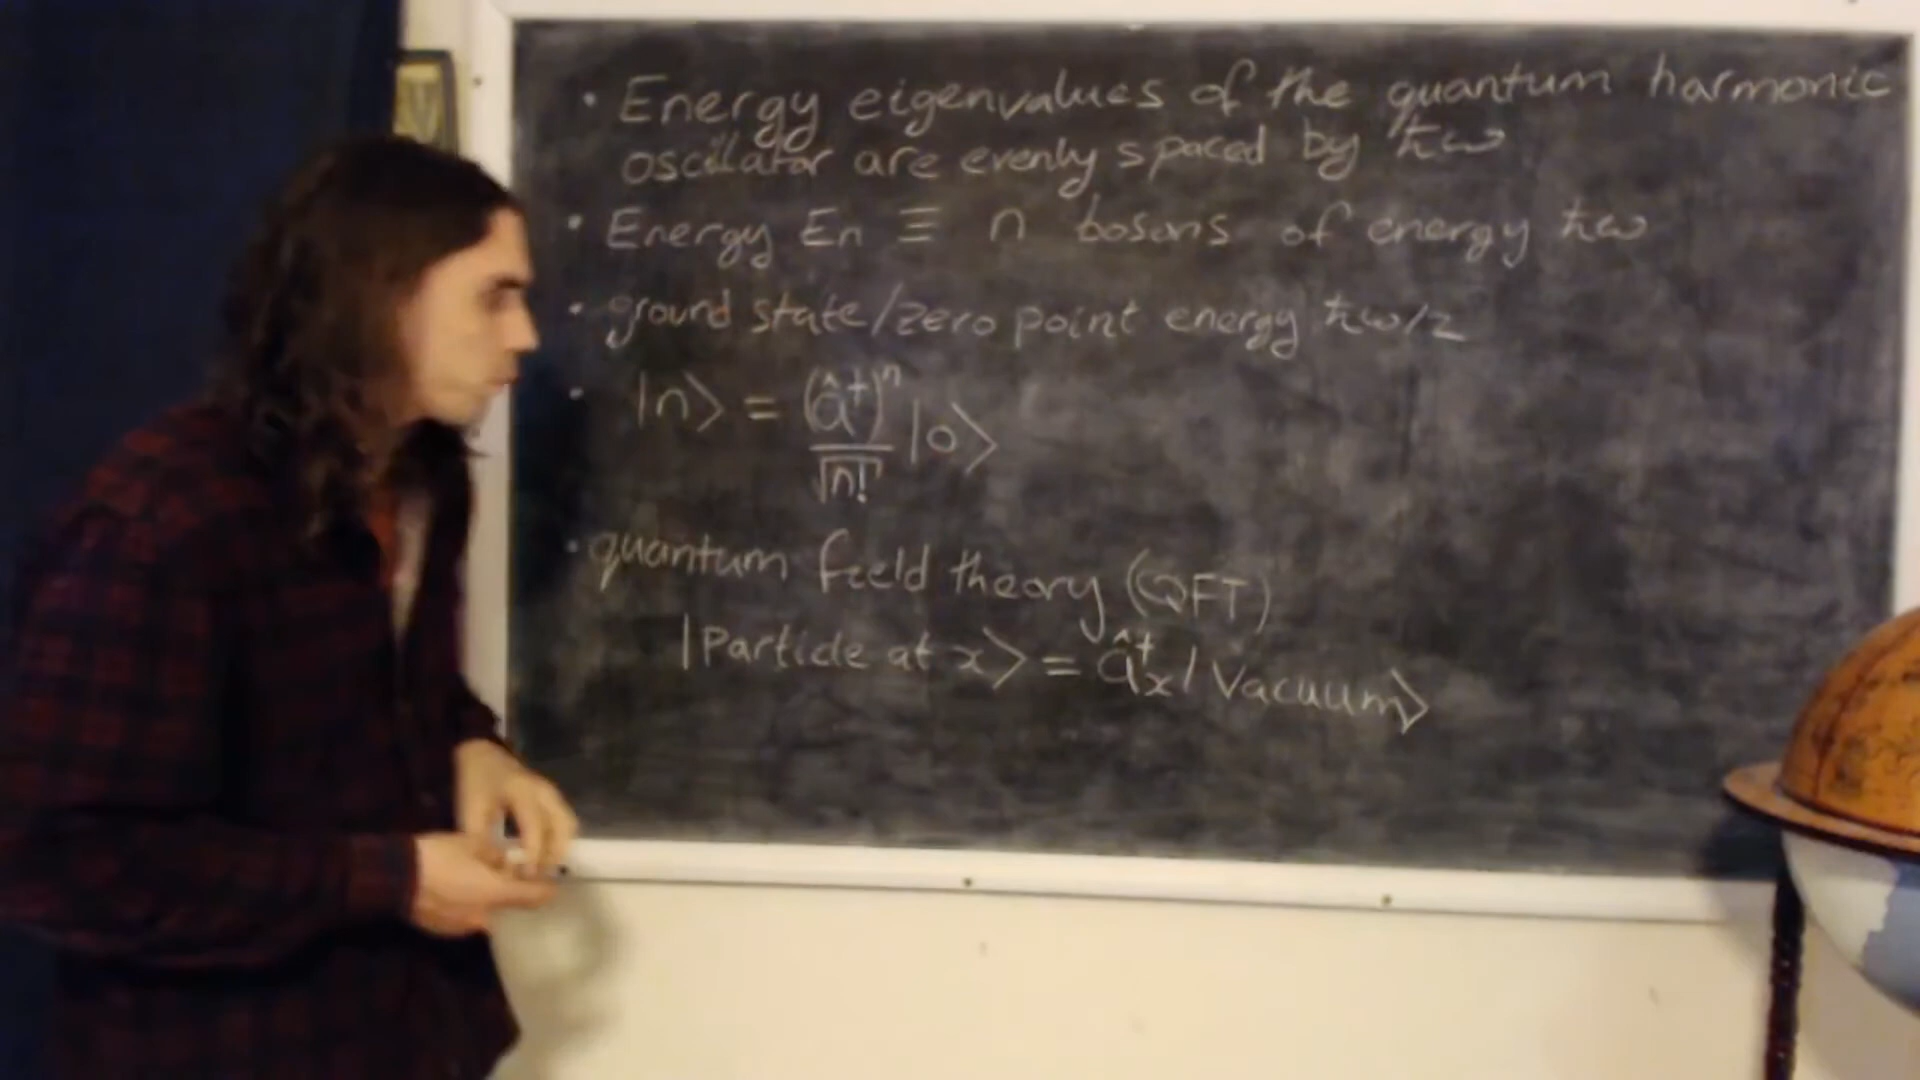 • Energy eigenvalues of the quantum harmonic
oscillator are evenly spaced by ħω
• Energy En ≡ n bosons of energy ħω
• ground state/zero point energy ħω/2
• |n> = (â†)ⁿ/√n! |0>
• quantum field theory (QFT)
|Particle at x> = â†ₓ|Vacuum>